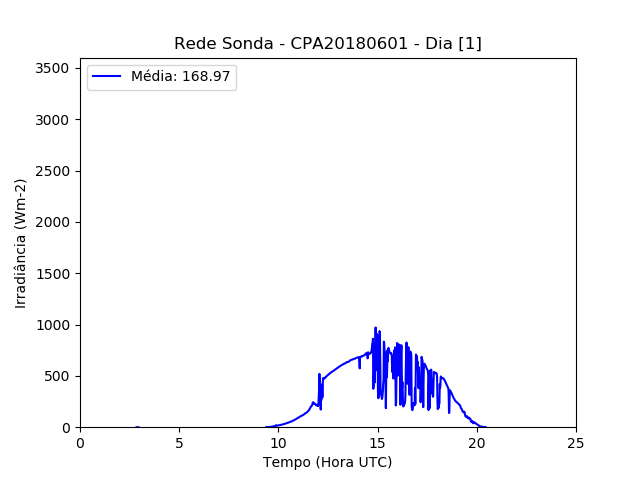 Rede Sonda - CPA20180601 - Dia [1]
Média: 168.97
3500
3000
2500
2000
1500
1000
500
0
Irradiância (Wm-2)
0 5 10 15 20 25
Tempo (Hora UTC)